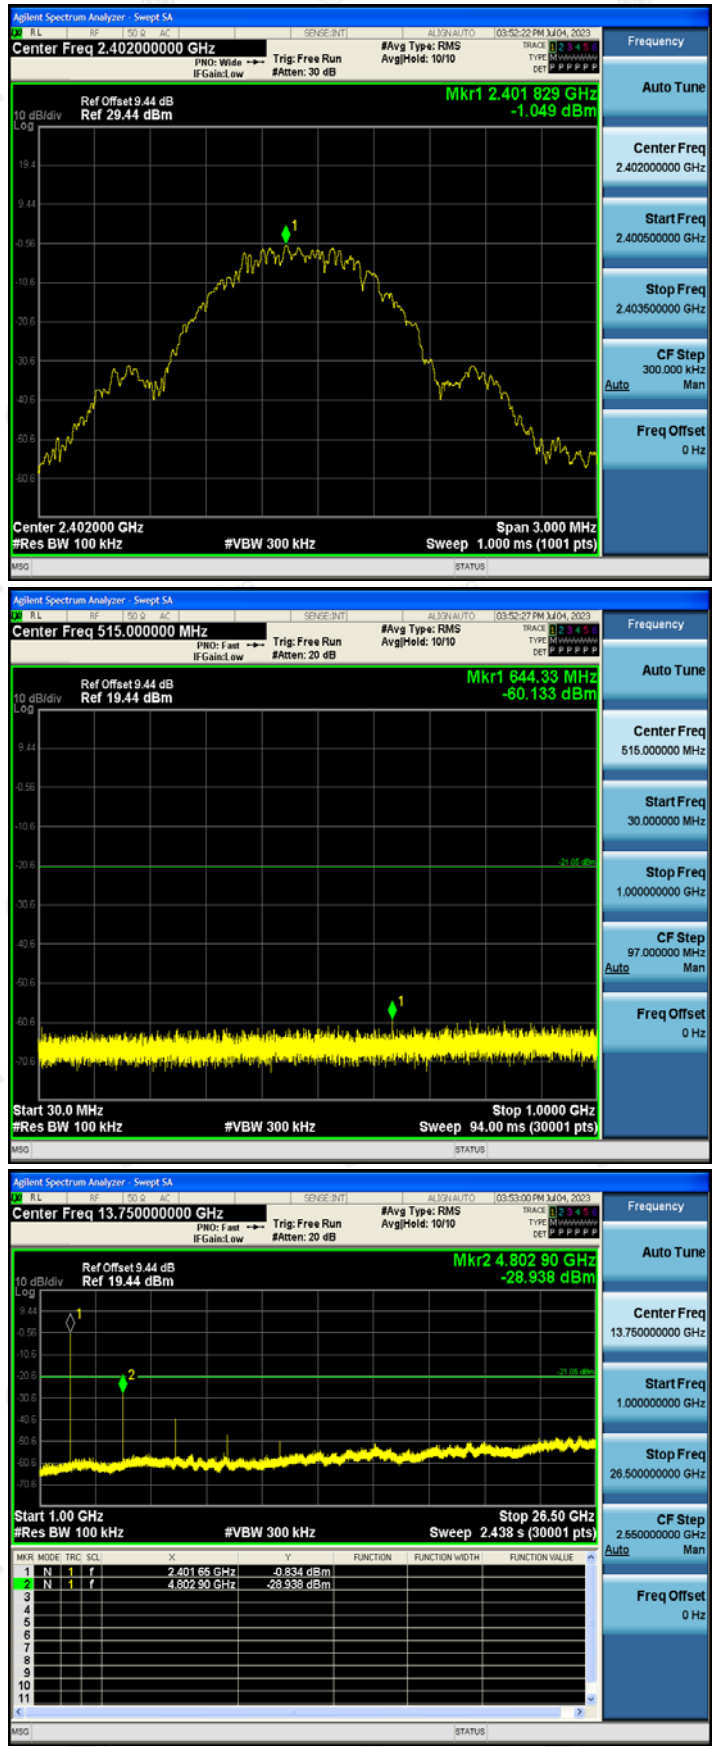 Agilent Spectrum Analyzer - Swept SA
RL RF 50 Ω AC SENSE:INT ALIGNAUTO 03:52:22 PM Jul 04, 2023
Center Freq 2.402000000 GHz #Avg Type: RMS TRACE 1 2 3 4 5 6 Frequency
PNO: Wide Trig: Free Run Avg|Hold: 10/10 TYPE M W W W W W
IFGain:Low #Atten: 30 dB DET P P P P P P
Auto Tune
Mkr1 2.401 829 GHz
Ref Offset 9.44 dB
10 dB/div Ref 29.44 dBm -1.049 dBm
Log
Center Freq
2.402000000 GHz
19.4
9.44
Start Freq
2.400500000 GHz
1
-0.56
-10.6
Stop Freq
2.403500000 GHz
-20.6
-30.6
CF Step
300.000 kHz
Auto Man
-40.6
Freq Offset
0 Hz
-50.6
-60.6
Center 2.402000 GHz Span 3.000 MHz
#Res BW 100 kHz #VBW 300 kHz Sweep 1.000 ms (1001 pts)
MSG STATUS
Agilent Spectrum Analyzer - Swept SA
RL RF 50 Ω AC SENSE:INT ALIGNAUTO 03:52:27 PM Jul 04, 2023
Center Freq 515.000000 MHz #Avg Type: RMS TRACE 1 2 3 4 5 6 Frequency
PNO: Fast Trig: Free Run Avg|Hold: 10/10 TYPE M W W W W W
IFGain:Low #Atten: 20 dB DET P P P P P P
Auto Tune
Mkr1 644.33 MHz
Ref Offset 9.44 dB
10 dB/div Ref 19.44 dBm -60.133 dBm
Log
Center Freq
515.000000 MHz
9.44
-0.56
Start Freq
30.000000 MHz
-10.6
-20.6 -21.05 dBm
Stop Freq
1.000000000 GHz
-30.6
-40.6
CF Step
97.000000 MHz
Auto Man
-50.6
1
Freq Offset
0 Hz
-60.6
-70.6
Start 30.0 MHz Stop 1.0000 GHz
#Res BW 100 kHz #VBW 300 kHz Sweep 94.00 ms (30001 pts)
MSG STATUS
Agilent Spectrum Analyzer - Swept SA
RL RF 50 Ω AC SENSE:INT ALIGNAUTO 03:53:00 PM Jul 04, 2023
Center Freq 13.750000000 GHz #Avg Type: RMS TRACE 1 2 3 4 5 6 Frequency
PNO: Fast Trig: Free Run Avg|Hold: 10/10 TYPE M W W W W W
IFGain:Low #Atten: 20 dB DET P P P P P P
Auto Tune
Mkr2 4.802 90 GHz
Ref Offset 9.44 dB
10 dB/div Ref 19.44 dBm -28.938 dBm
Log
9.44
1
Center Freq
13.750000000 GHz
-0.56
-10.6
-20.6 2 -21.05 dBm
Start Freq
1.000000000 GHz
-30.6
-40.6
-50.6
Stop Freq
26.500000000 GHz
-60.6
-70.6
Start 1.00 GHz Stop 26.50 GHz
#Res BW 100 kHz #VBW 300 kHz Sweep 2.438 s (30001 pts)
CF Step
2.550000000 GHz
Auto Man
MKR MODE TRC SCL X Y FUNCTION FUNCTION WIDTH FUNCTION VALUE
1 N 1 f 2.401 65 GHz -0.834 dBm
2 N 1 f 4.802 90 GHz -28.938 dBm
3
4
5
6
7
8
9
10
11
Freq Offset
0 Hz
MSG STATUS